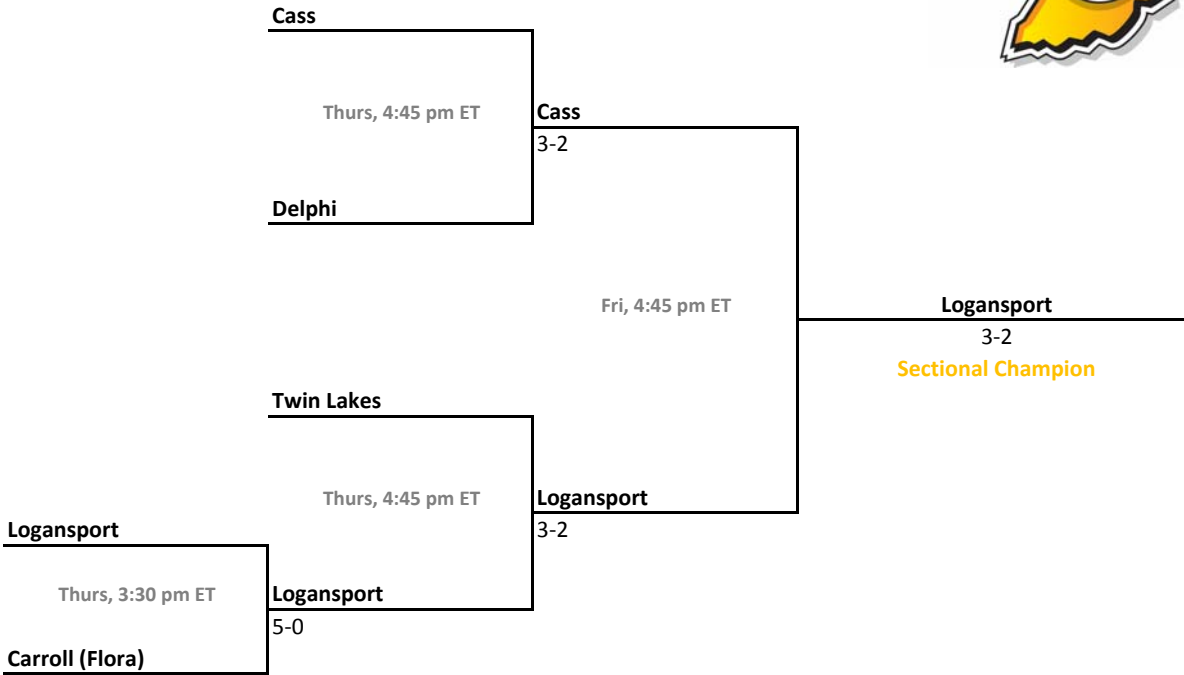 Cass
Thurs, 4:45 pm ET
Cass
3-2
Delphi
Fri, 4:45 pm ET
Logansport
3-2
Sectional Champion
Twin Lakes
Thurs, 4:45 pm ET
Logansport
3-2
Logansport
Thurs, 3:30 pm ET
Logansport
5-0
Carroll (Flora)